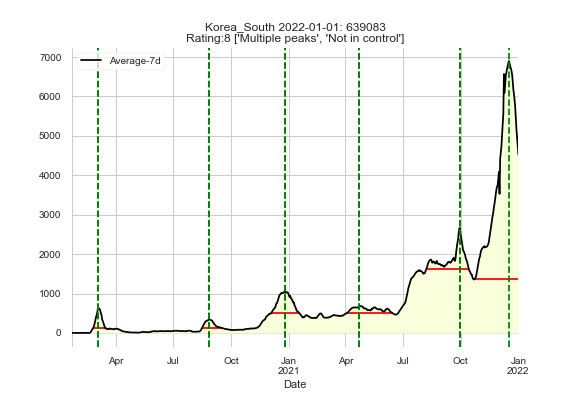 Korea_South 2022-01-01: 639083
Rating:8 ['Multiple peaks', 'Not in control']
Average-7d
7000
6000
5000
4000
3000
2000
1000
0
Apr Jul Oct Jan Apr Jul Oct Jan
2021 2022
Date